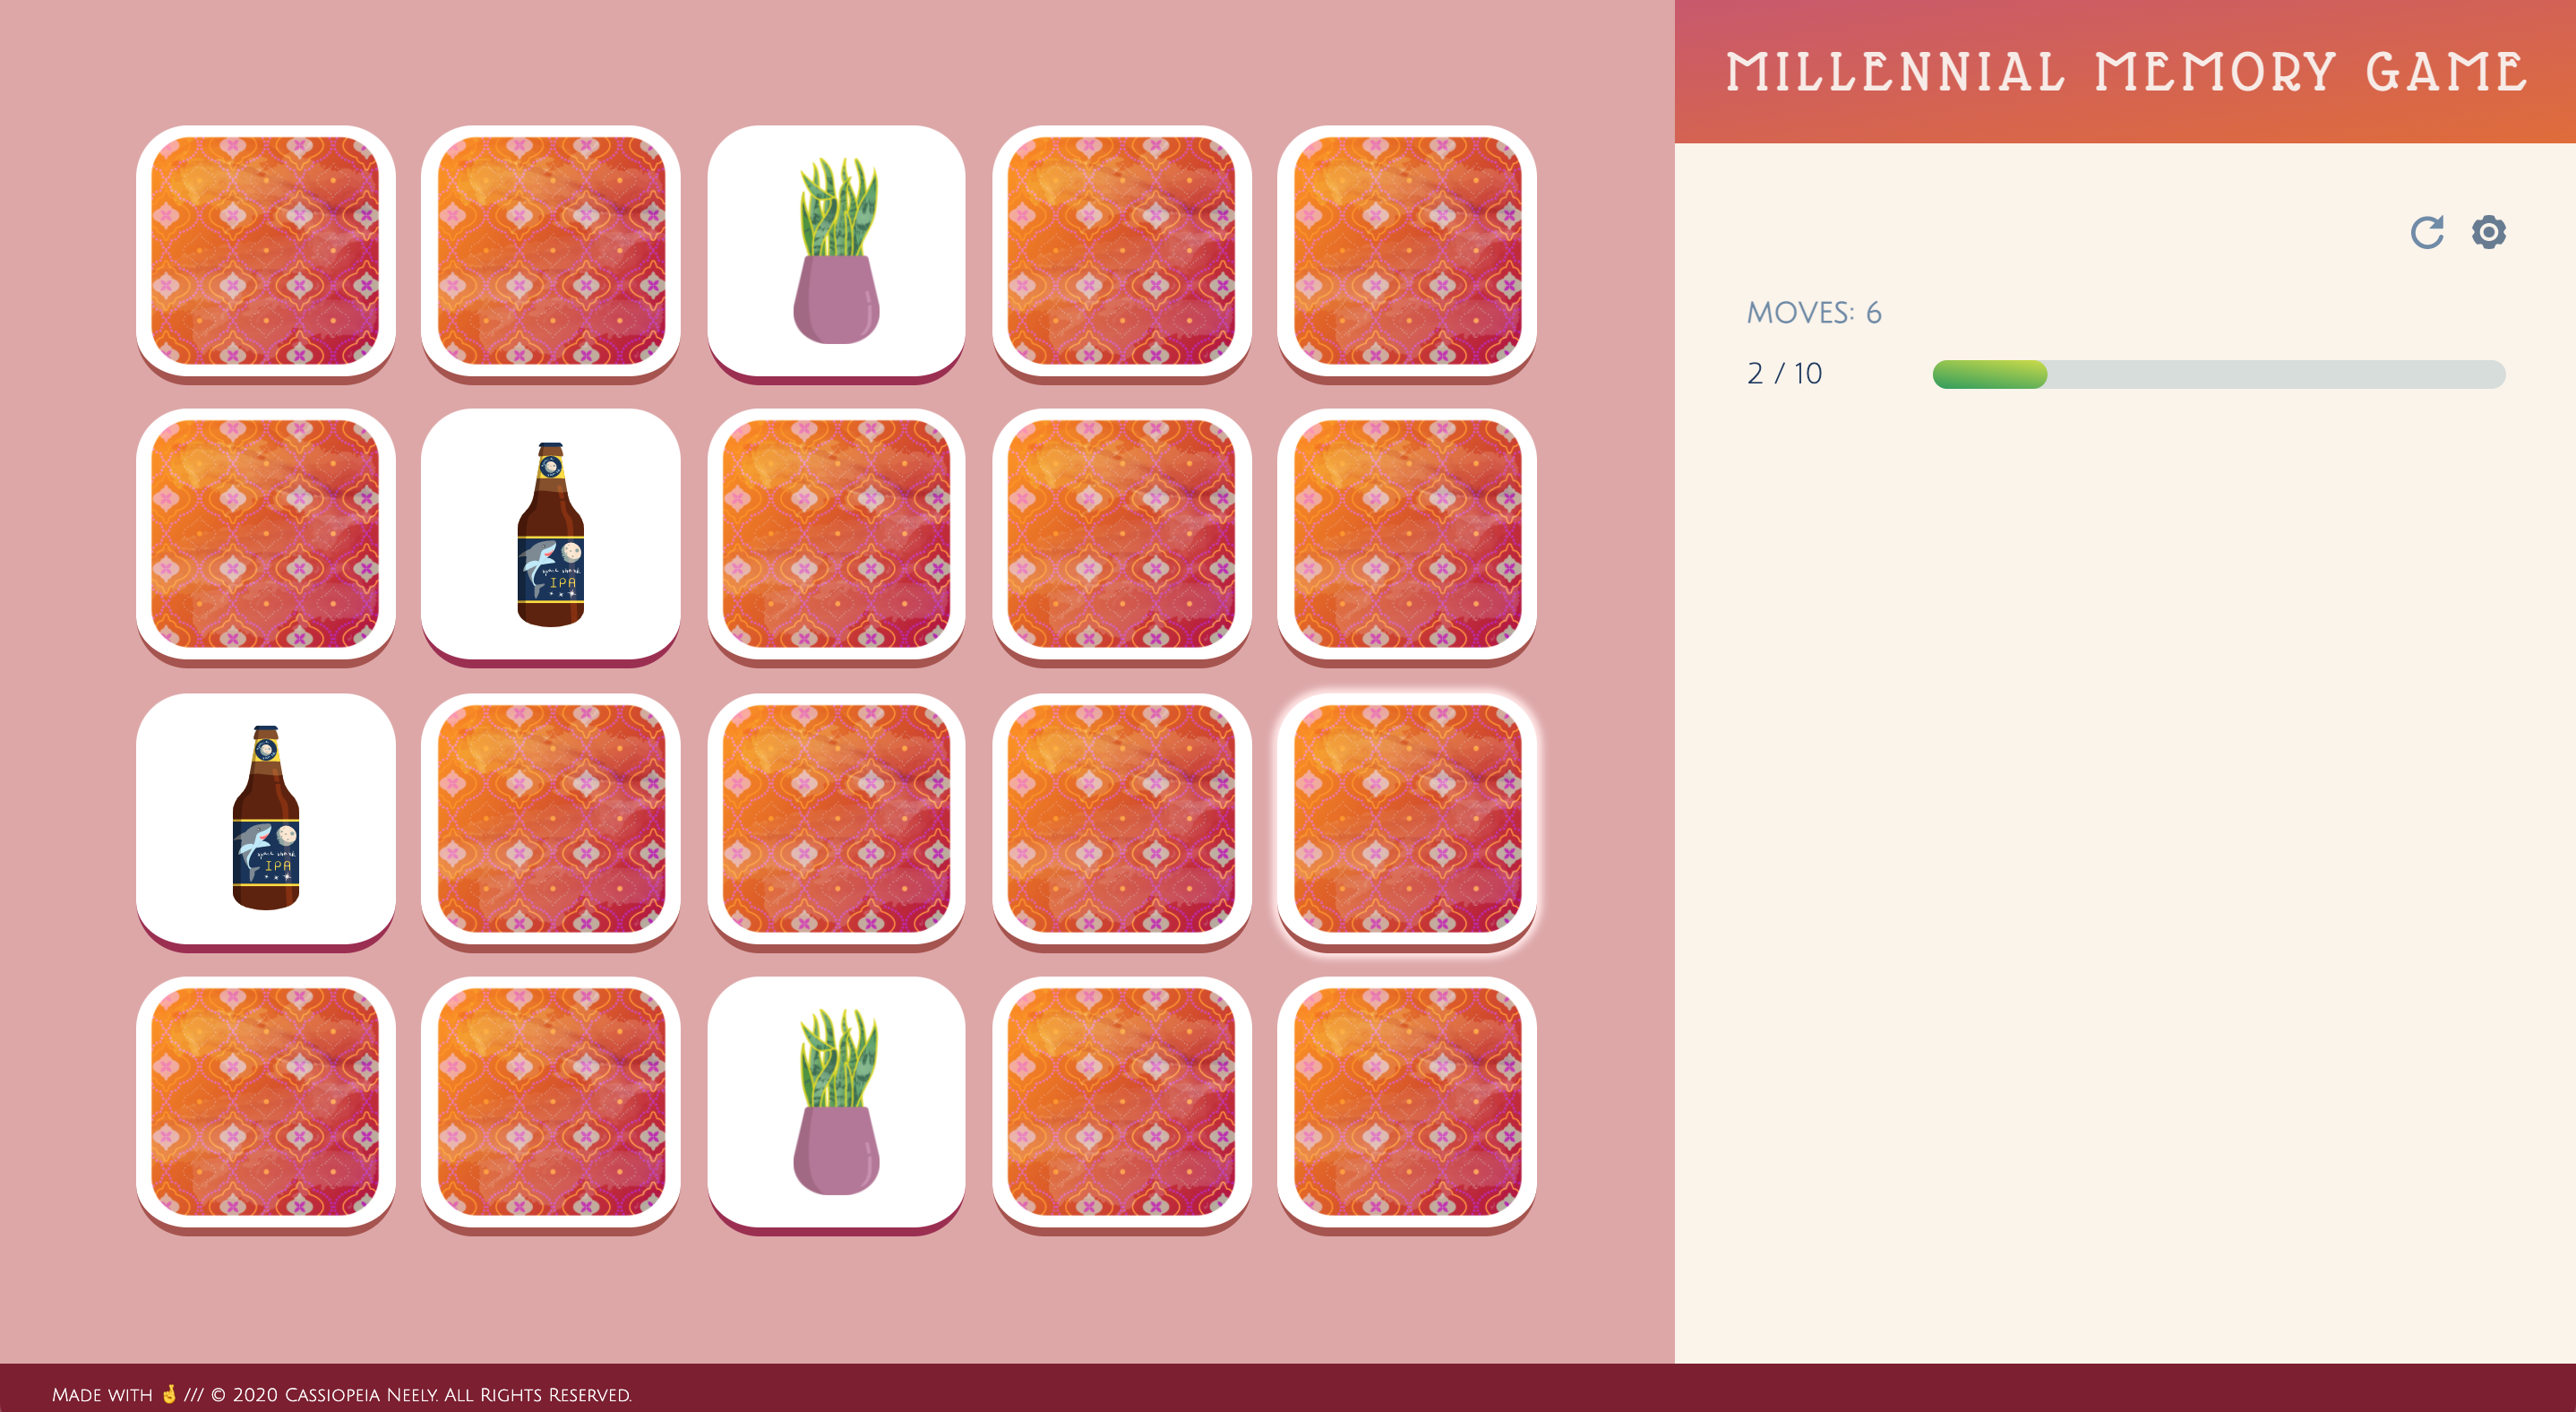 MILLENNIAL MEMORY GAME
MOVES: 6
2 / 10
IPA
IPA
MADE WITH 🤞 /// © 2020 CASSIOPEIA NEELY. ALL RIGHTS RESERVED.